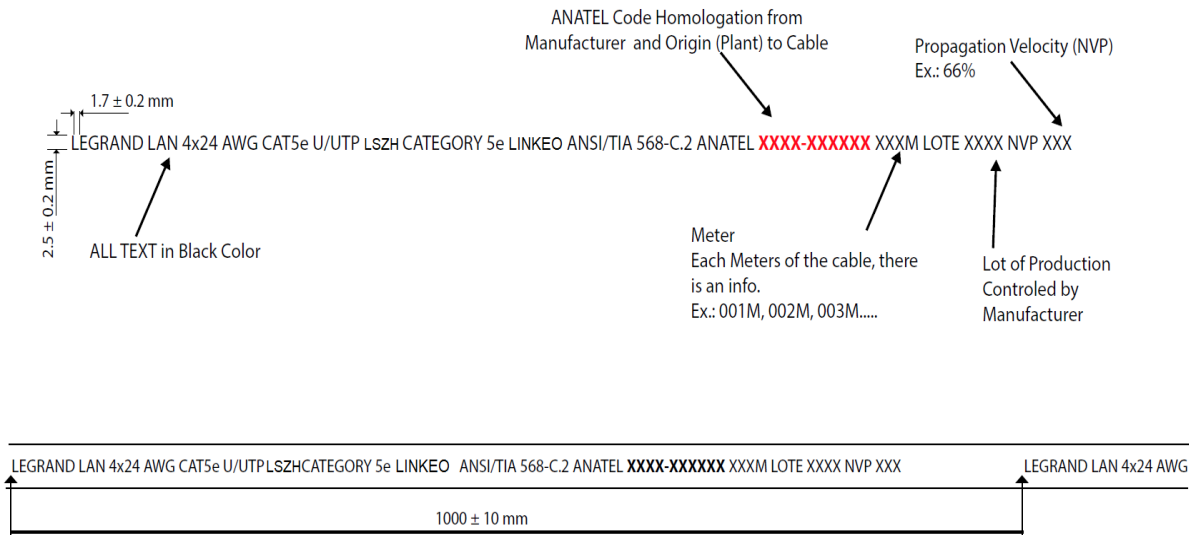 ANATEL Code Homologation from
Manufacturer and Origin (Plant) to Cable
Propagation Velocity (NVP)
Ex.: 66%
1.7 ± 0.2 mm
LEGRAND LAN 4x24 AWG CAT5e U/UTP LSZH CATEGORY 5e LINKEO ANSI/TIA 568-C.2 ANATEL XXXX-XXXXXX XXXM LOTE XXXX NVP XXX
2.5 ± 0.2 mm
ALL TEXT in Black Color
Meter
Each Meters of the cable, there
is an info.
Ex.: 001M, 002M, 003M.....
Lot of Production
Controled by
Manufacturer
LEGRAND LAN 4x24 AWG CAT5e U/UTP LSZH CATEGORY 5e LINKEO ANSI/TIA 568-C.2 ANATEL XXXX-XXXXXX XXXM LOTE XXXX NVP XXX LEGRAND LAN 4x24 AWG
1000 ± 10 mm